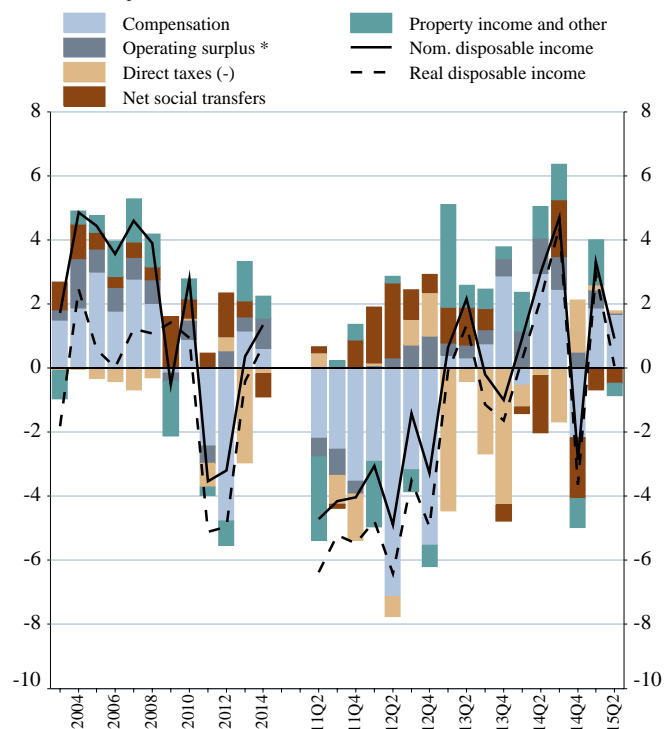 Compensation
Operating surplus *
Direct taxes (-)
Net social transfers
Property income and other
Nom. disposable income
Real disposable income
8 8
6 6
4 4
2 2
0 0
-2 -2
-4 -4
-6 -6
-8 -8
-10 -10
2004 2006 2008 2010 2012 2014 11Q2 11Q4 12Q2 12Q4 13Q2 13Q4 14Q2 14Q4 15Q2